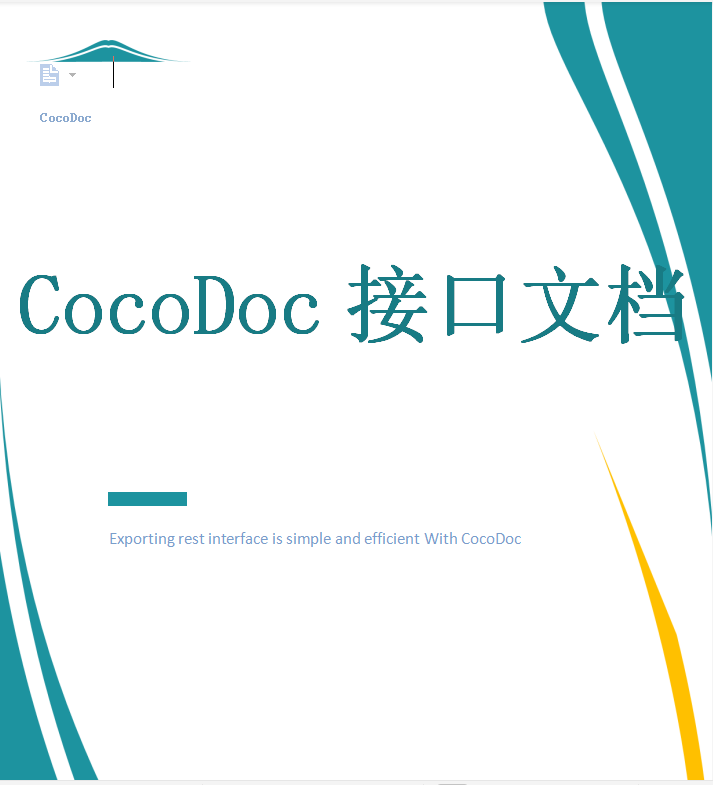 CocoDoc
CocoDoc 接口文档
Exporting rest interface is simple and efficient With CocoDoc